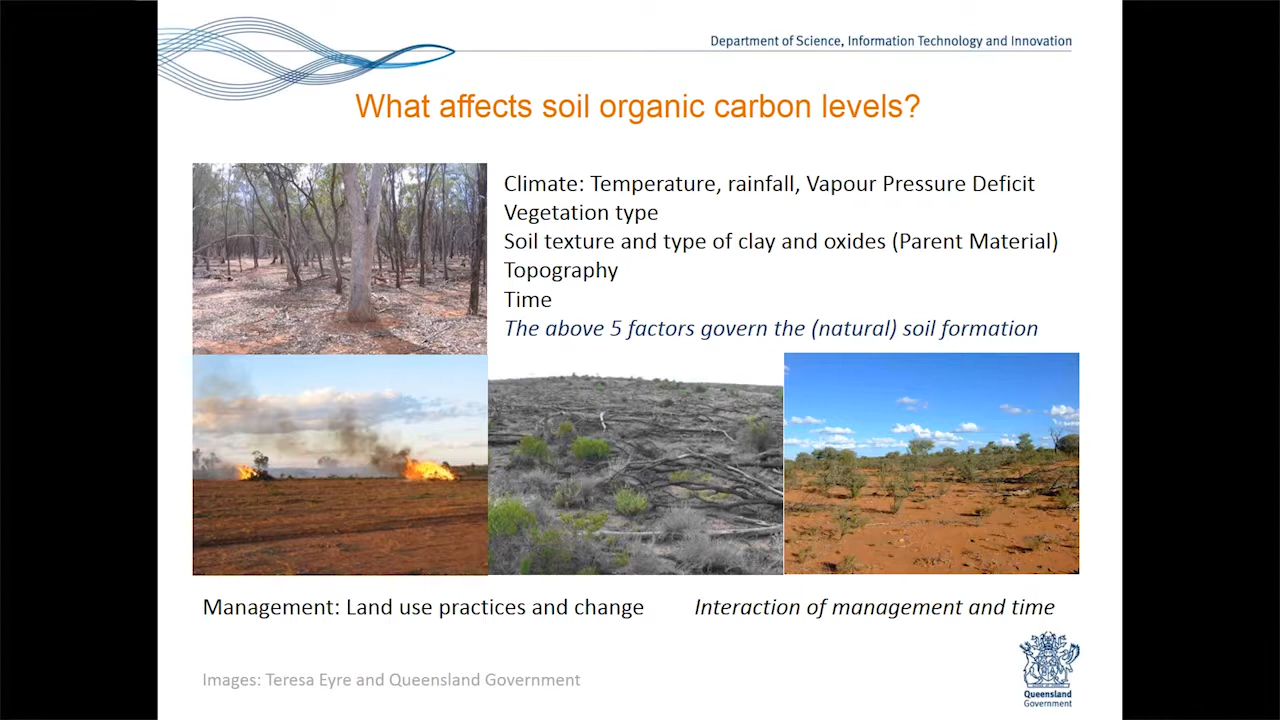 Department of Science, Information Technology and Innovation
What affects soil organic carbon levels?
Climate: Temperature, rainfall, Vapour Pressure Deficit
Vegetation type
Soil texture and type of clay and oxides (Parent Material)
Topography
Time
The above 5 factors govern the (natural) soil formation
Management: Land use practices and change
Interaction of management and time
Images: Teresa Eyre and Queensland Government
Queensland
Government